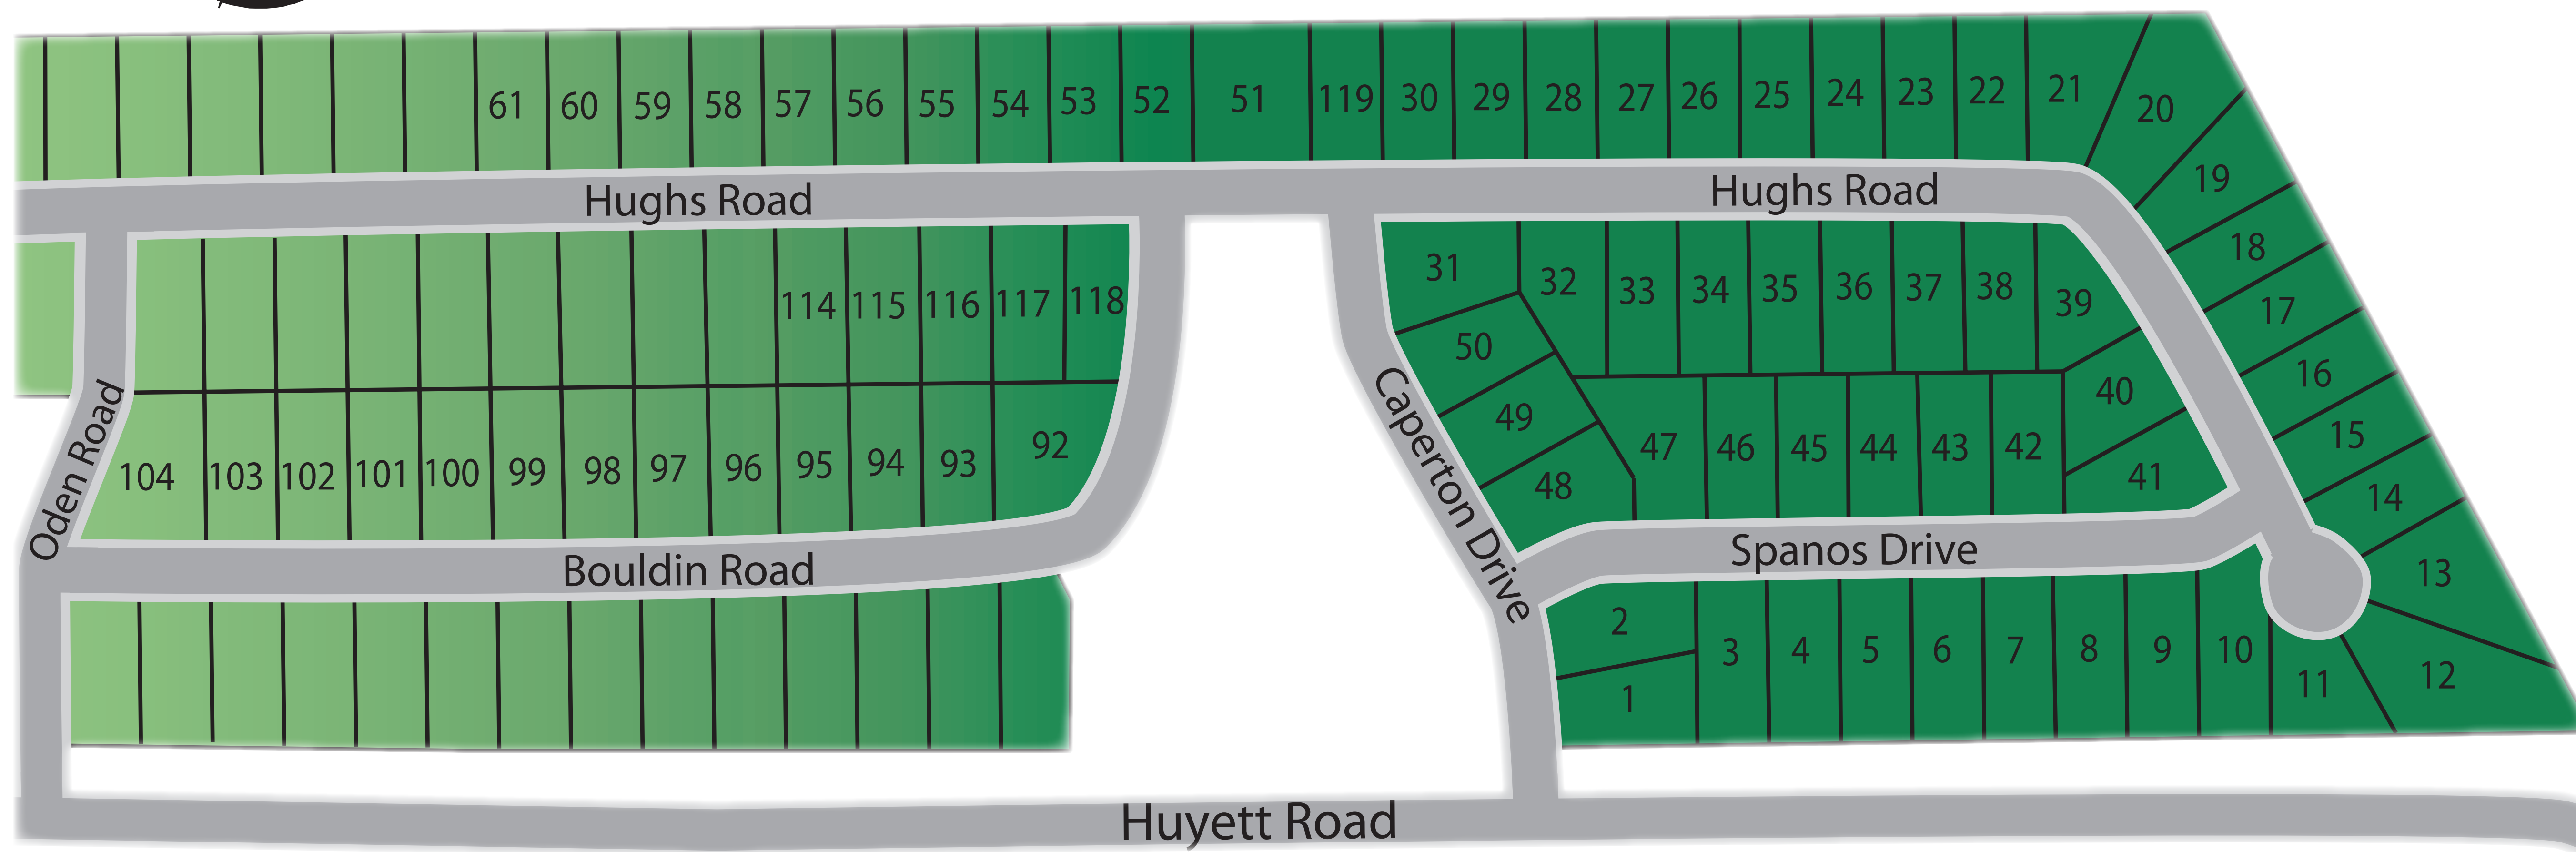 61 60 59 58 57 56 55 54 53 52 51 119 30 29 28 27 26 25 24 23 22 21 20
19
Hughs Road Hughs Road
18
114 115 116 117 118 31 32 33 34 35 36 37 38 39 17
50 16
Oden Road 104 103 102 101 100 99 98 97 96 95 94 93 92 Caperton Drive 49 47 46 45 44 43 42 40 15
48 41 14
Bouldin Road Spanos Drive 13
2
3 4 5 6 7 8 9 10 12
1 11
Huyett Road